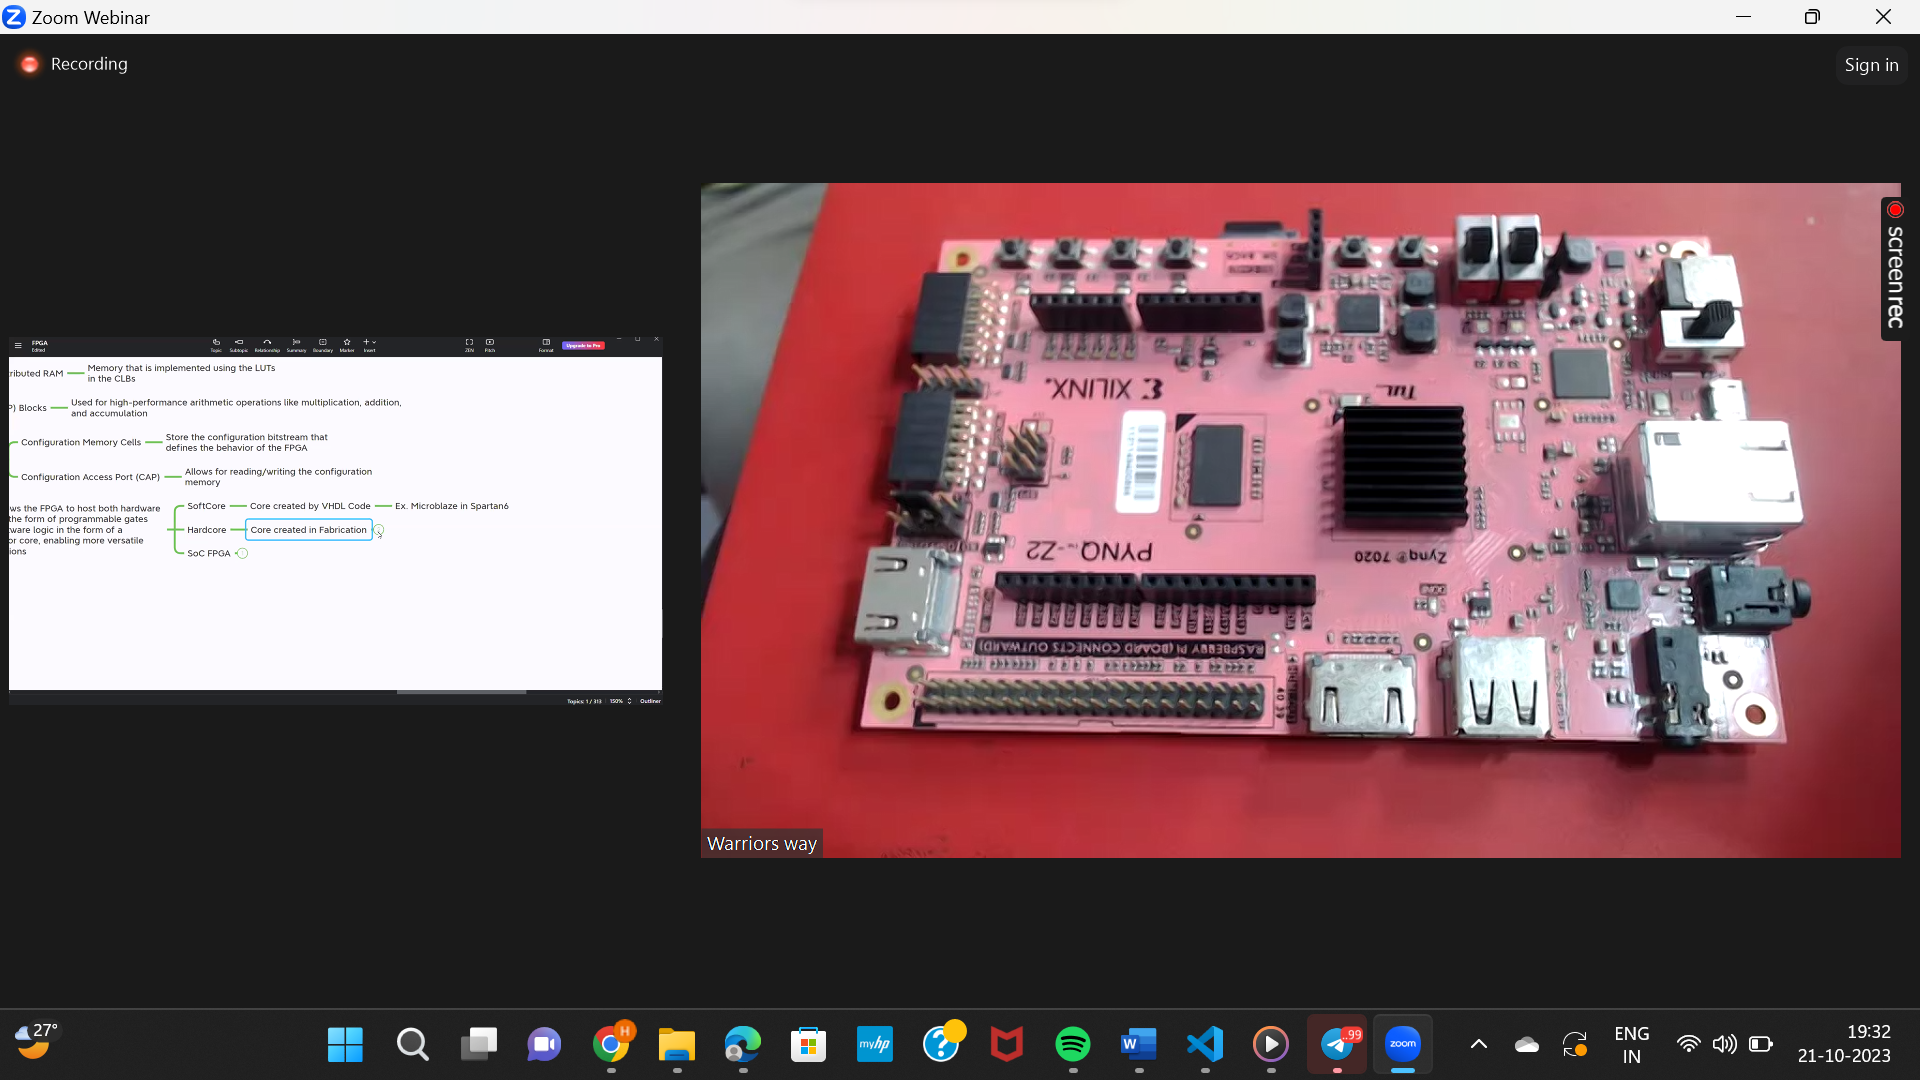 Zoom Webinar
Recording
Sign in
FPGA
Edited
Topic
Subtopic
Relationship
Summary
Boundary
Marker
Insert
ZEN
Pitch
Format
Upgrade to Pro
ributed RAM
Memory that is implemented using the LUTs
in the CLBs
P) Blocks
Used for high-performance arithmetic operations like multiplication, addition,
and accumulation
Configuration Memory Cells
Store the configuration bitstream that
defines the behavior of the FPGA
Configuration Access Port (CAP)
Allows for reading/writing the configuration
memory
ws the FPGA to host both hardware
the form of programmable gates
ware logic in the form of a
or core, enabling more versatile
ions
SoftCore
Core created by VHDL Code
Ex. Microblaze in Spartan6
Hardcore
Core created in Fabrication
SoC FPGA
Topics: 1 / 313
150%
Outliner
XILINX
TUL
PYNQ™-Z2
Zynq® 7020
DONE
RASPBERRY PI (BOARD CONNECTS OUTWARD)
40 39
Warriors way
screenrec
27°
H
myhp
..99
zoom
ENG
IN
19:32
21-10-2023